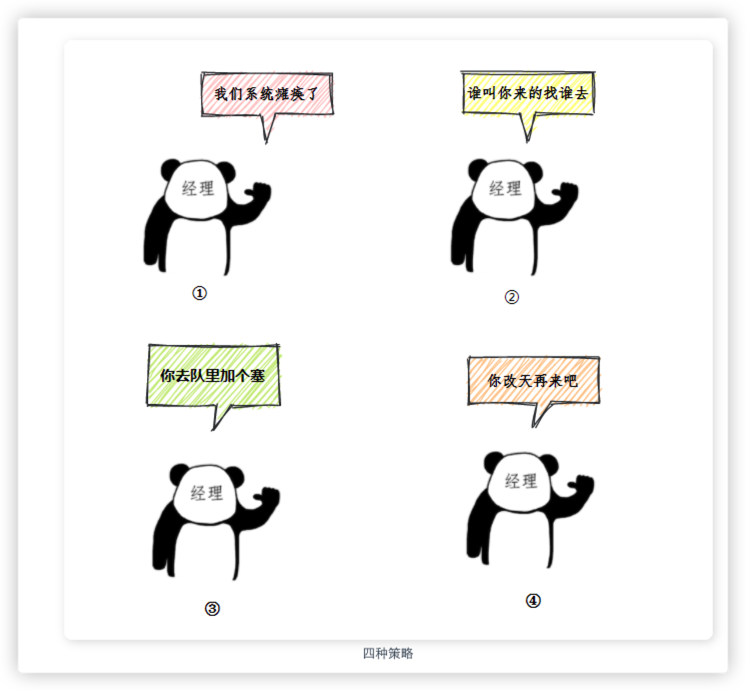 我们系统瘫痪了
谁叫你来的找谁去
经理
经理
①
②
你去队里加个塞
你改天再来吧
经理
经理
③
④
四种策略